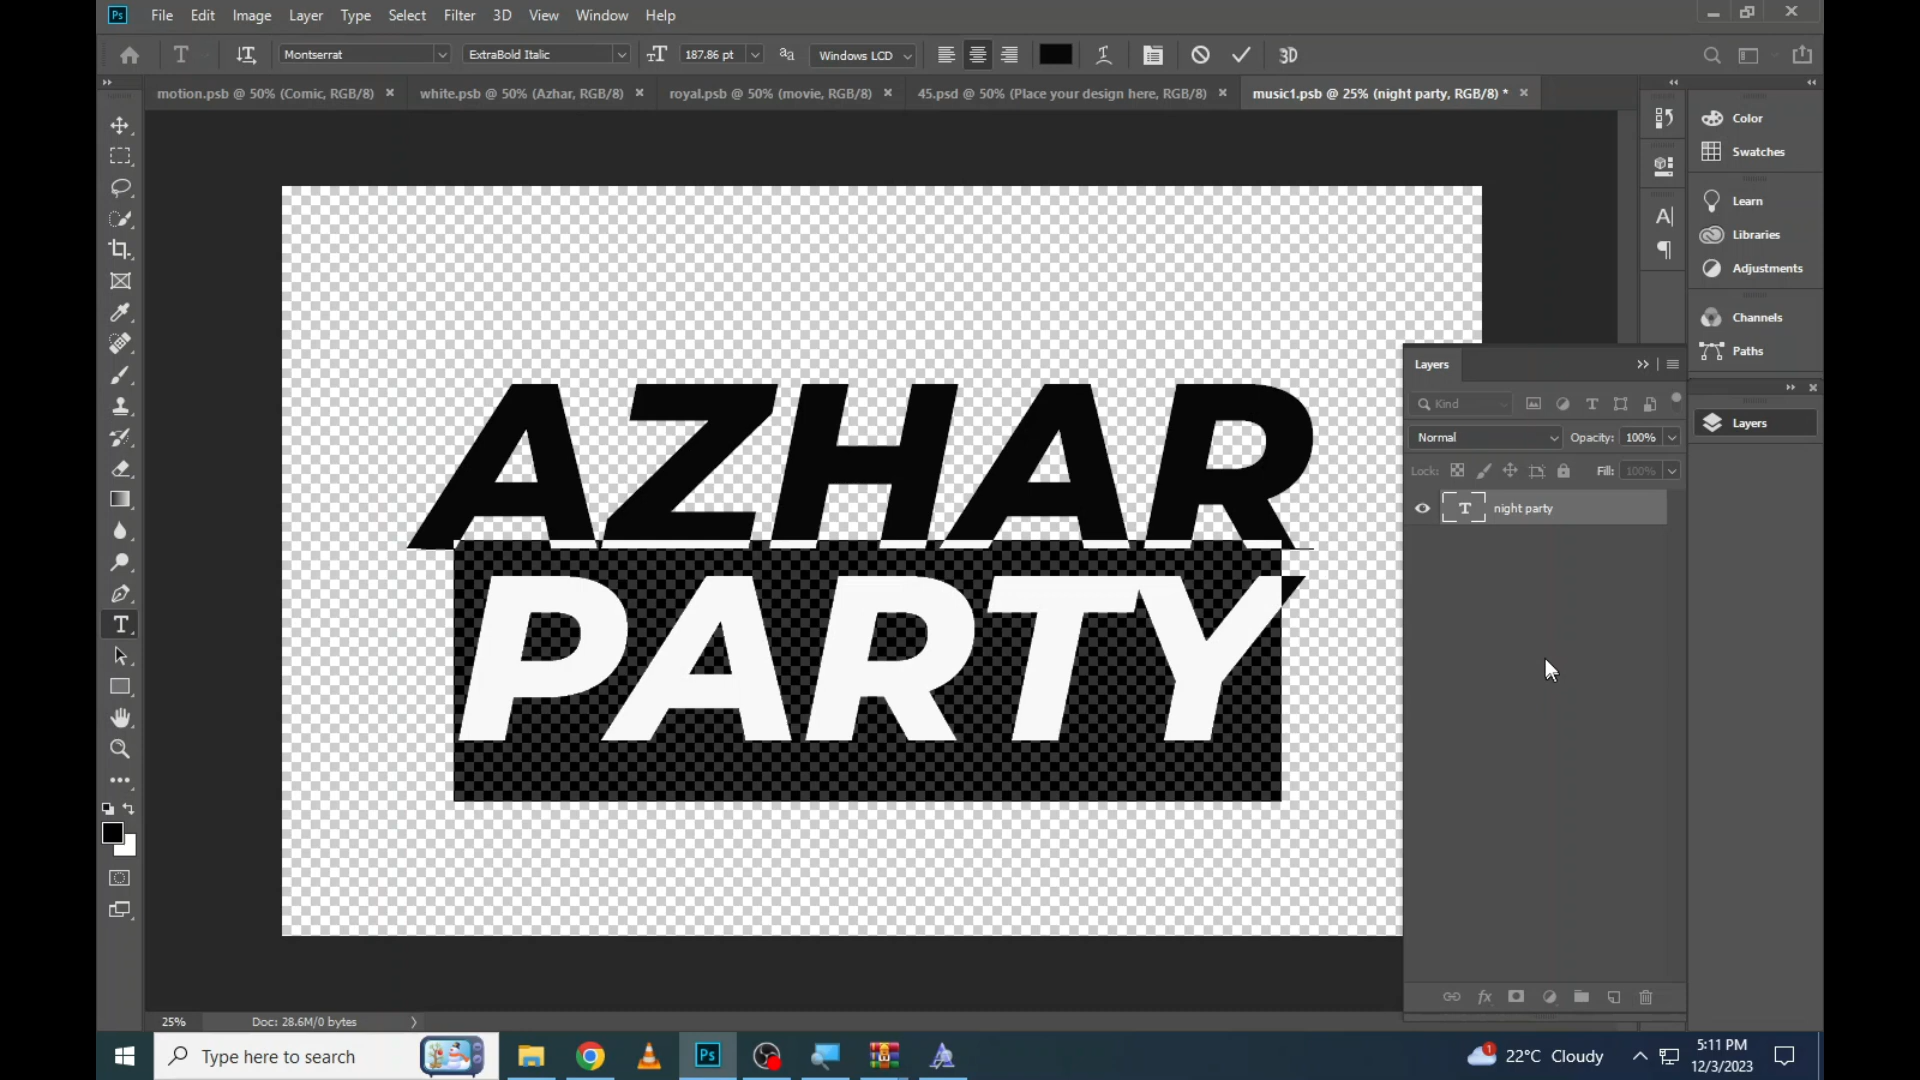 Ps File Edit Image Layer Type Select Filter 3D View Window Help
T Montserrat ExtraBold Italic 187.86 pt aa Windows LCD 3D
motion.psb @ 50% (Comic, RGB/8) × white.psb @ 50% (Azhar, RGB/8) × royal.psb @ 50% (movie, RGB/8) × 45.psd @ 50% (Place your design here, RGB/8) × music1.psb @ 25% (night party, RGB/8) * ×
Color
Swatches
Learn
Libraries
Adjustments
Channels
Paths
Layers
AZHAR
PARTY
Layers
Kind
Normal Opacity: 100%
Lock: Fill: 100%
T night party
25% Doc: 28.6M/0 bytes
Type here to search
Ps
1 22°C Cloudy
5:11 PM
12/3/2023